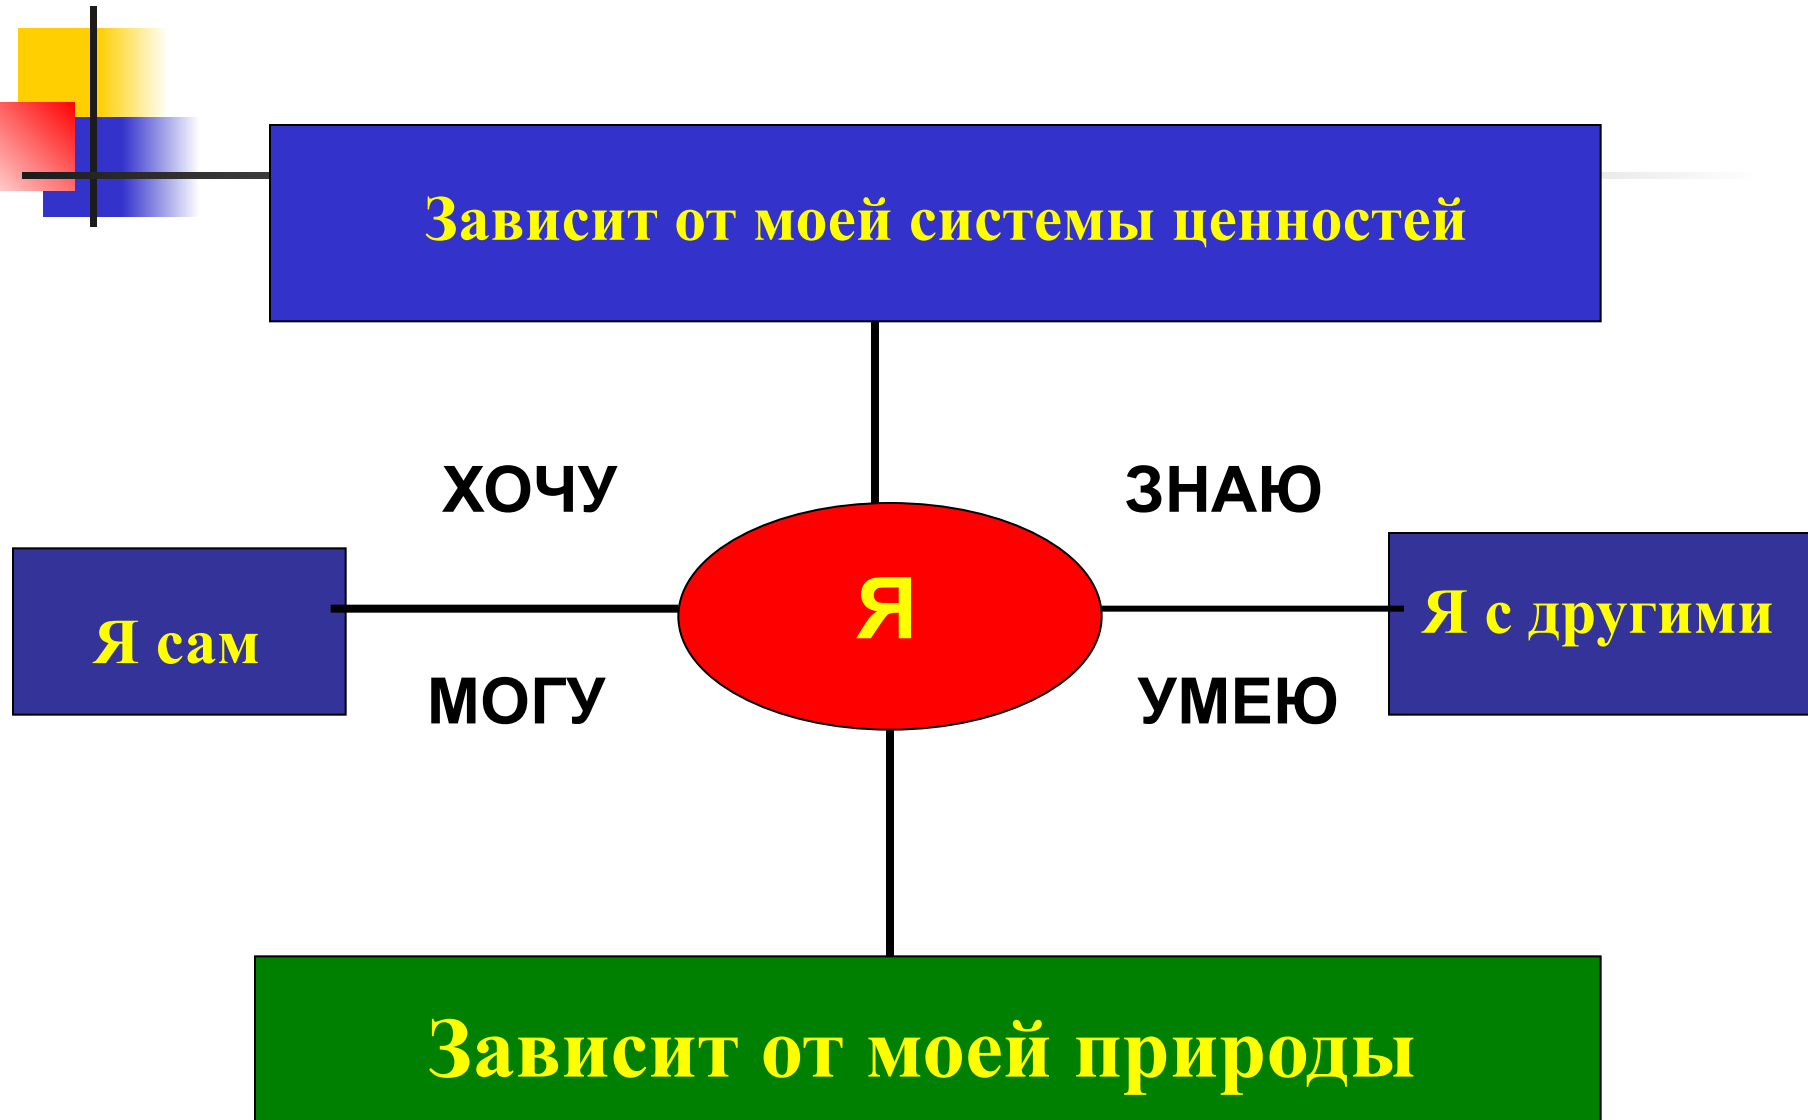 Зависит от моей системы ценностей
ХОЧУ
ЗНАЮ
Я сам
Я
Я с другими
МОГУ
УМЕЮ
Зависит от моей природы